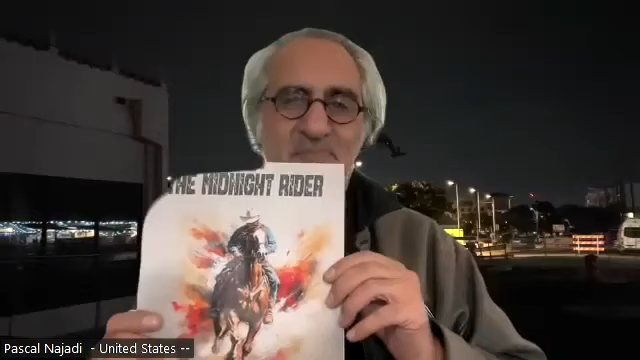 THE MIDNIGHT RIDER
Pascal Najadi - United States --